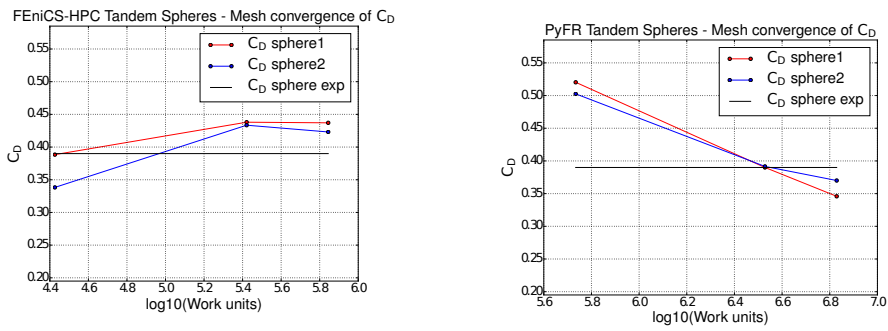 FEniCS-HPC Tandem Spheres - Mesh convergence of C_D
0.55
0.50
0.45
0.40
0.35
0.30
0.25
0.20
C_D
C_D sphere1
C_D sphere2
C_D sphere exp
4.4 4.6 4.8 5.0 5.2 5.4 5.6 5.8 6.0
log10(Work units)
PyFR Tandem Spheres - Mesh convergence of C_D
0.55
0.50
0.45
0.40
0.35
0.30
0.25
0.20
C_D
C_D sphere1
C_D sphere2
C_D sphere exp
5.6 5.8 6.0 6.2 6.4 6.6 6.8 7.0
log10(Work units)